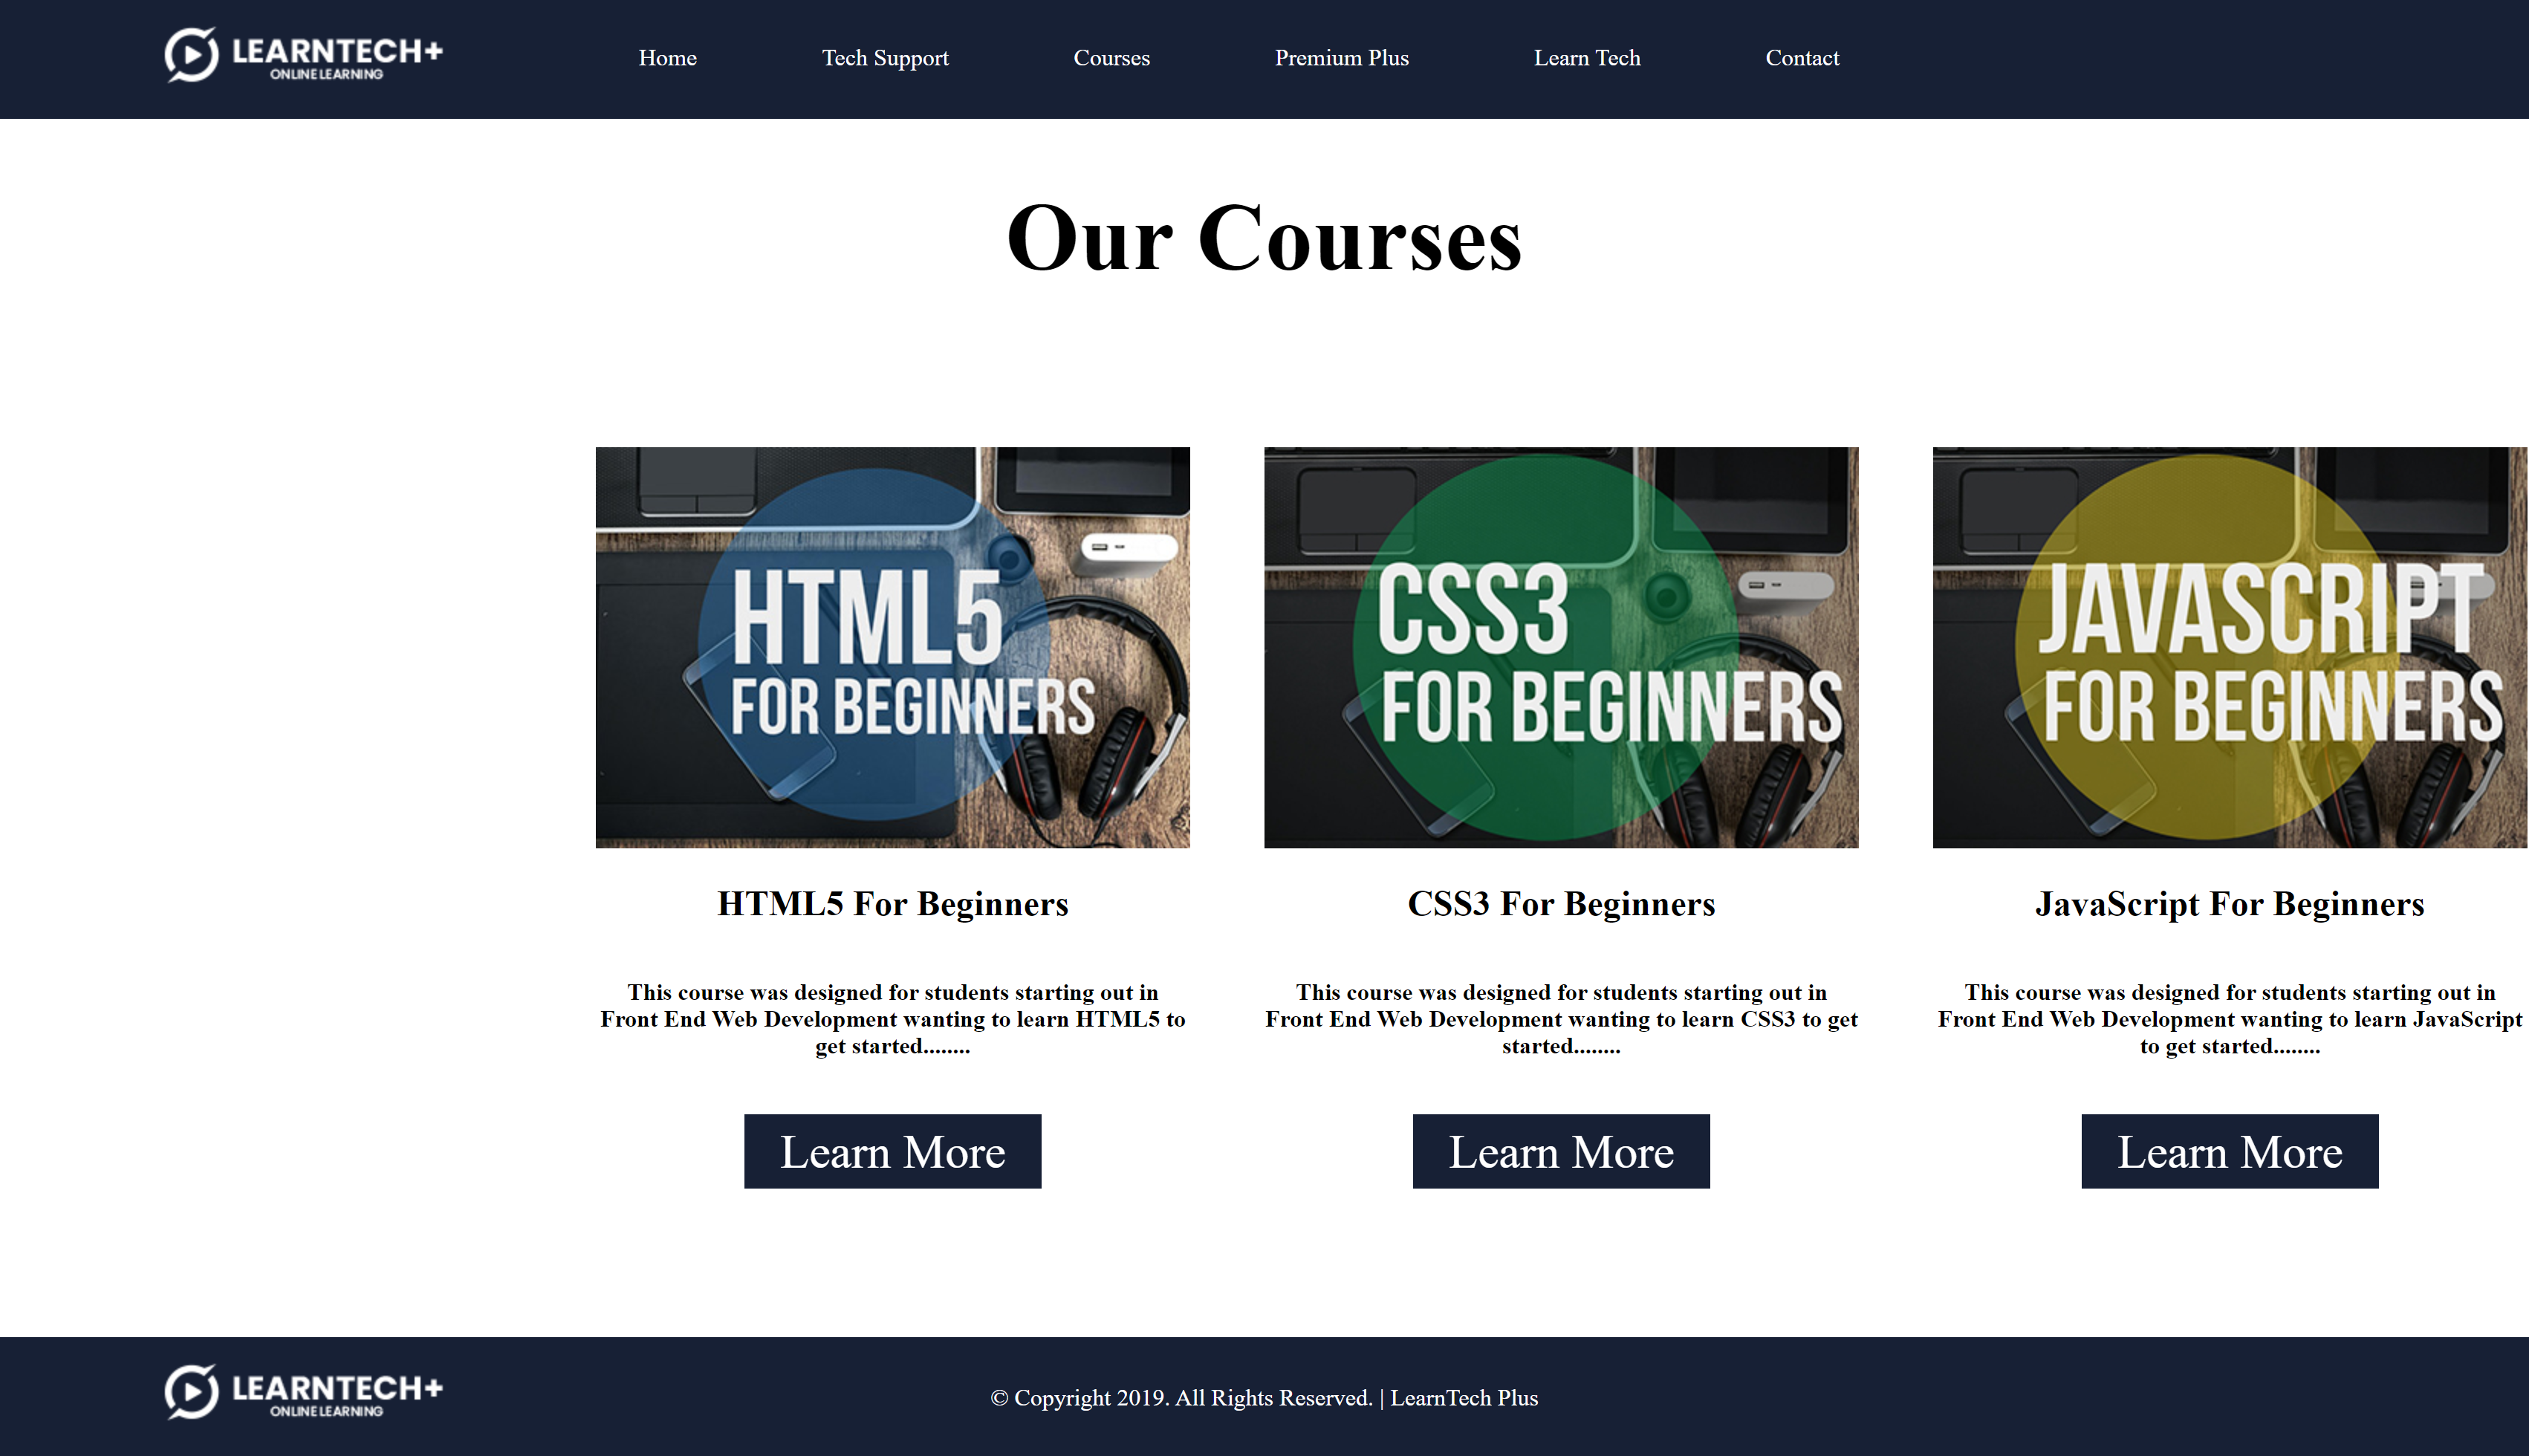 LEARNTECH+
ONLINE LEARNING
Home
Tech Support
Courses
Premium Plus
Learn Tech
Contact
Our Courses
HTML5
FOR BEGINNERS
CSS3
FOR BEGINNERS
JAVASCRIPT
FOR BEGINNERS
HTML5 For Beginners
This course was designed for students starting out in
Front End Web Development wanting to learn HTML5 to
get started........
Learn More
CSS3 For Beginners
This course was designed for students starting out in
Front End Web Development wanting to learn CSS3 to get
started........
Learn More
JavaScript For Beginners
This course was designed for students starting out in
Front End Web Development wanting to learn JavaScript
to get started........
Learn More
LEARNTECH+
ONLINE LEARNING
© Copyright 2019. All Rights Reserved. | LearnTech Plus